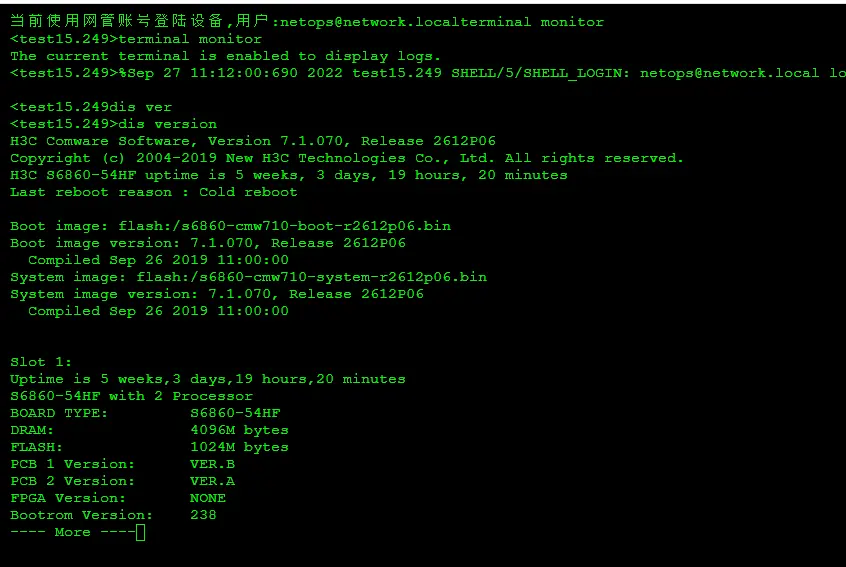 当前使用网管账号登陆设备,用户:netops@network.localterminal monitor
<test15.249>terminal monitor
The current terminal is enabled to display logs.
<test15.249>%Sep 27 11:12:00:690 2022 test15.249 SHELL/5/SHELL_LOGIN: netops@network.local lo
<test15.249dis ver
<test15.249>dis version
H3C Comware Software, Version 7.1.070, Release 2612P06
Copyright (c) 2004-2019 New H3C Technologies Co., Ltd. All rights reserved.
H3C S6860-54HF uptime is 5 weeks, 3 days, 19 hours, 20 minutes
Last reboot reason : Cold reboot
Boot image: flash:/s6860-cmw710-boot-r2612p06.bin
Boot image version: 7.1.070, Release 2612P06
Compiled Sep 26 2019 11:00:00
System image: flash:/s6860-cmw710-system-r2612p06.bin
System image version: 7.1.070, Release 2612P06
Compiled Sep 26 2019 11:00:00
Slot 1:
Uptime is 5 weeks,3 days,19 hours,20 minutes
S6860-54HF with 2 Processor
BOARD TYPE: S6860-54HF
DRAM: 4096M bytes
FLASH: 1024M bytes
PCB 1 Version: VER.B
PCB 2 Version: VER.A
FPGA Version: NONE
Bootrom Version: 238
---- More ----